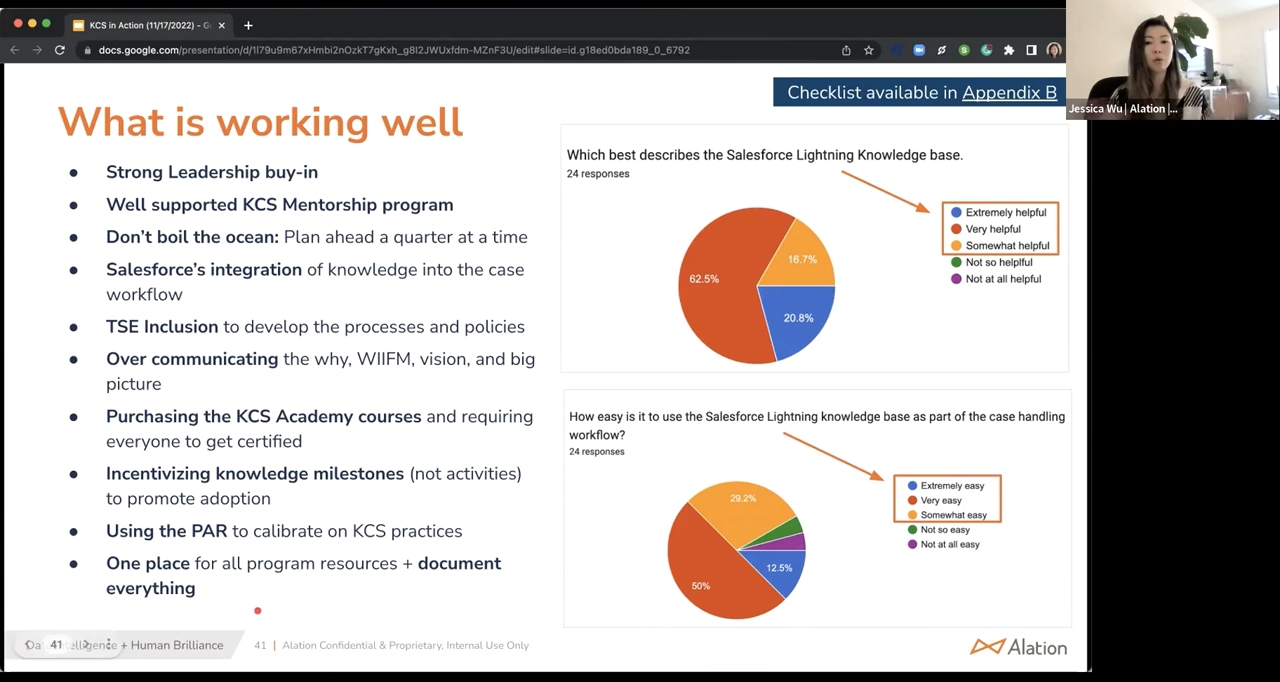 KCS in Action (11/17/2022) - G
docs.google.com/presentation/d/1l79u9m67xHmbi2nOzkT7gKxh_g8l2JWUxfdm-MZnF3U/edit#slide=id.g18ed0bda189_0_6792
Jessica Wu | Alation |...
Checklist available in Appendix B
What is working well
● Strong Leadership buy-in
● Well supported KCS Mentorship program
● Don't boil the ocean: Plan ahead a quarter at a time
● Salesforce's integration of knowledge into the case
workflow
● TSE Inclusion to develop the processes and policies
● Over communicating the why, WIIFM, vision, and big
picture
● Purchasing the KCS Academy courses and requiring
everyone to get certified
● Incentivizing knowledge milestones (not activities)
to promote adoption
● Using the PAR to calibrate on KCS practices
● One place for all program resources + document
everything
Which best describes the Salesforce Lightning Knowledge base.
24 responses
Extremely helpful
Very helpful
Somewhat helpful
Not so helplful
Not at all helpful
62.5%
16.7%
20.8%
How easy is it to use the Salesforce Lightning knowledge base as part of the case handling
workflow?
24 responses
Extremely easy
Very easy
Somewhat easy
Not so easy
Not at all easy
29.2%
50%
12.5%
41
+ Human Brilliance
41 | Alation Confidential & Proprietary, Internal Use Only
Alation